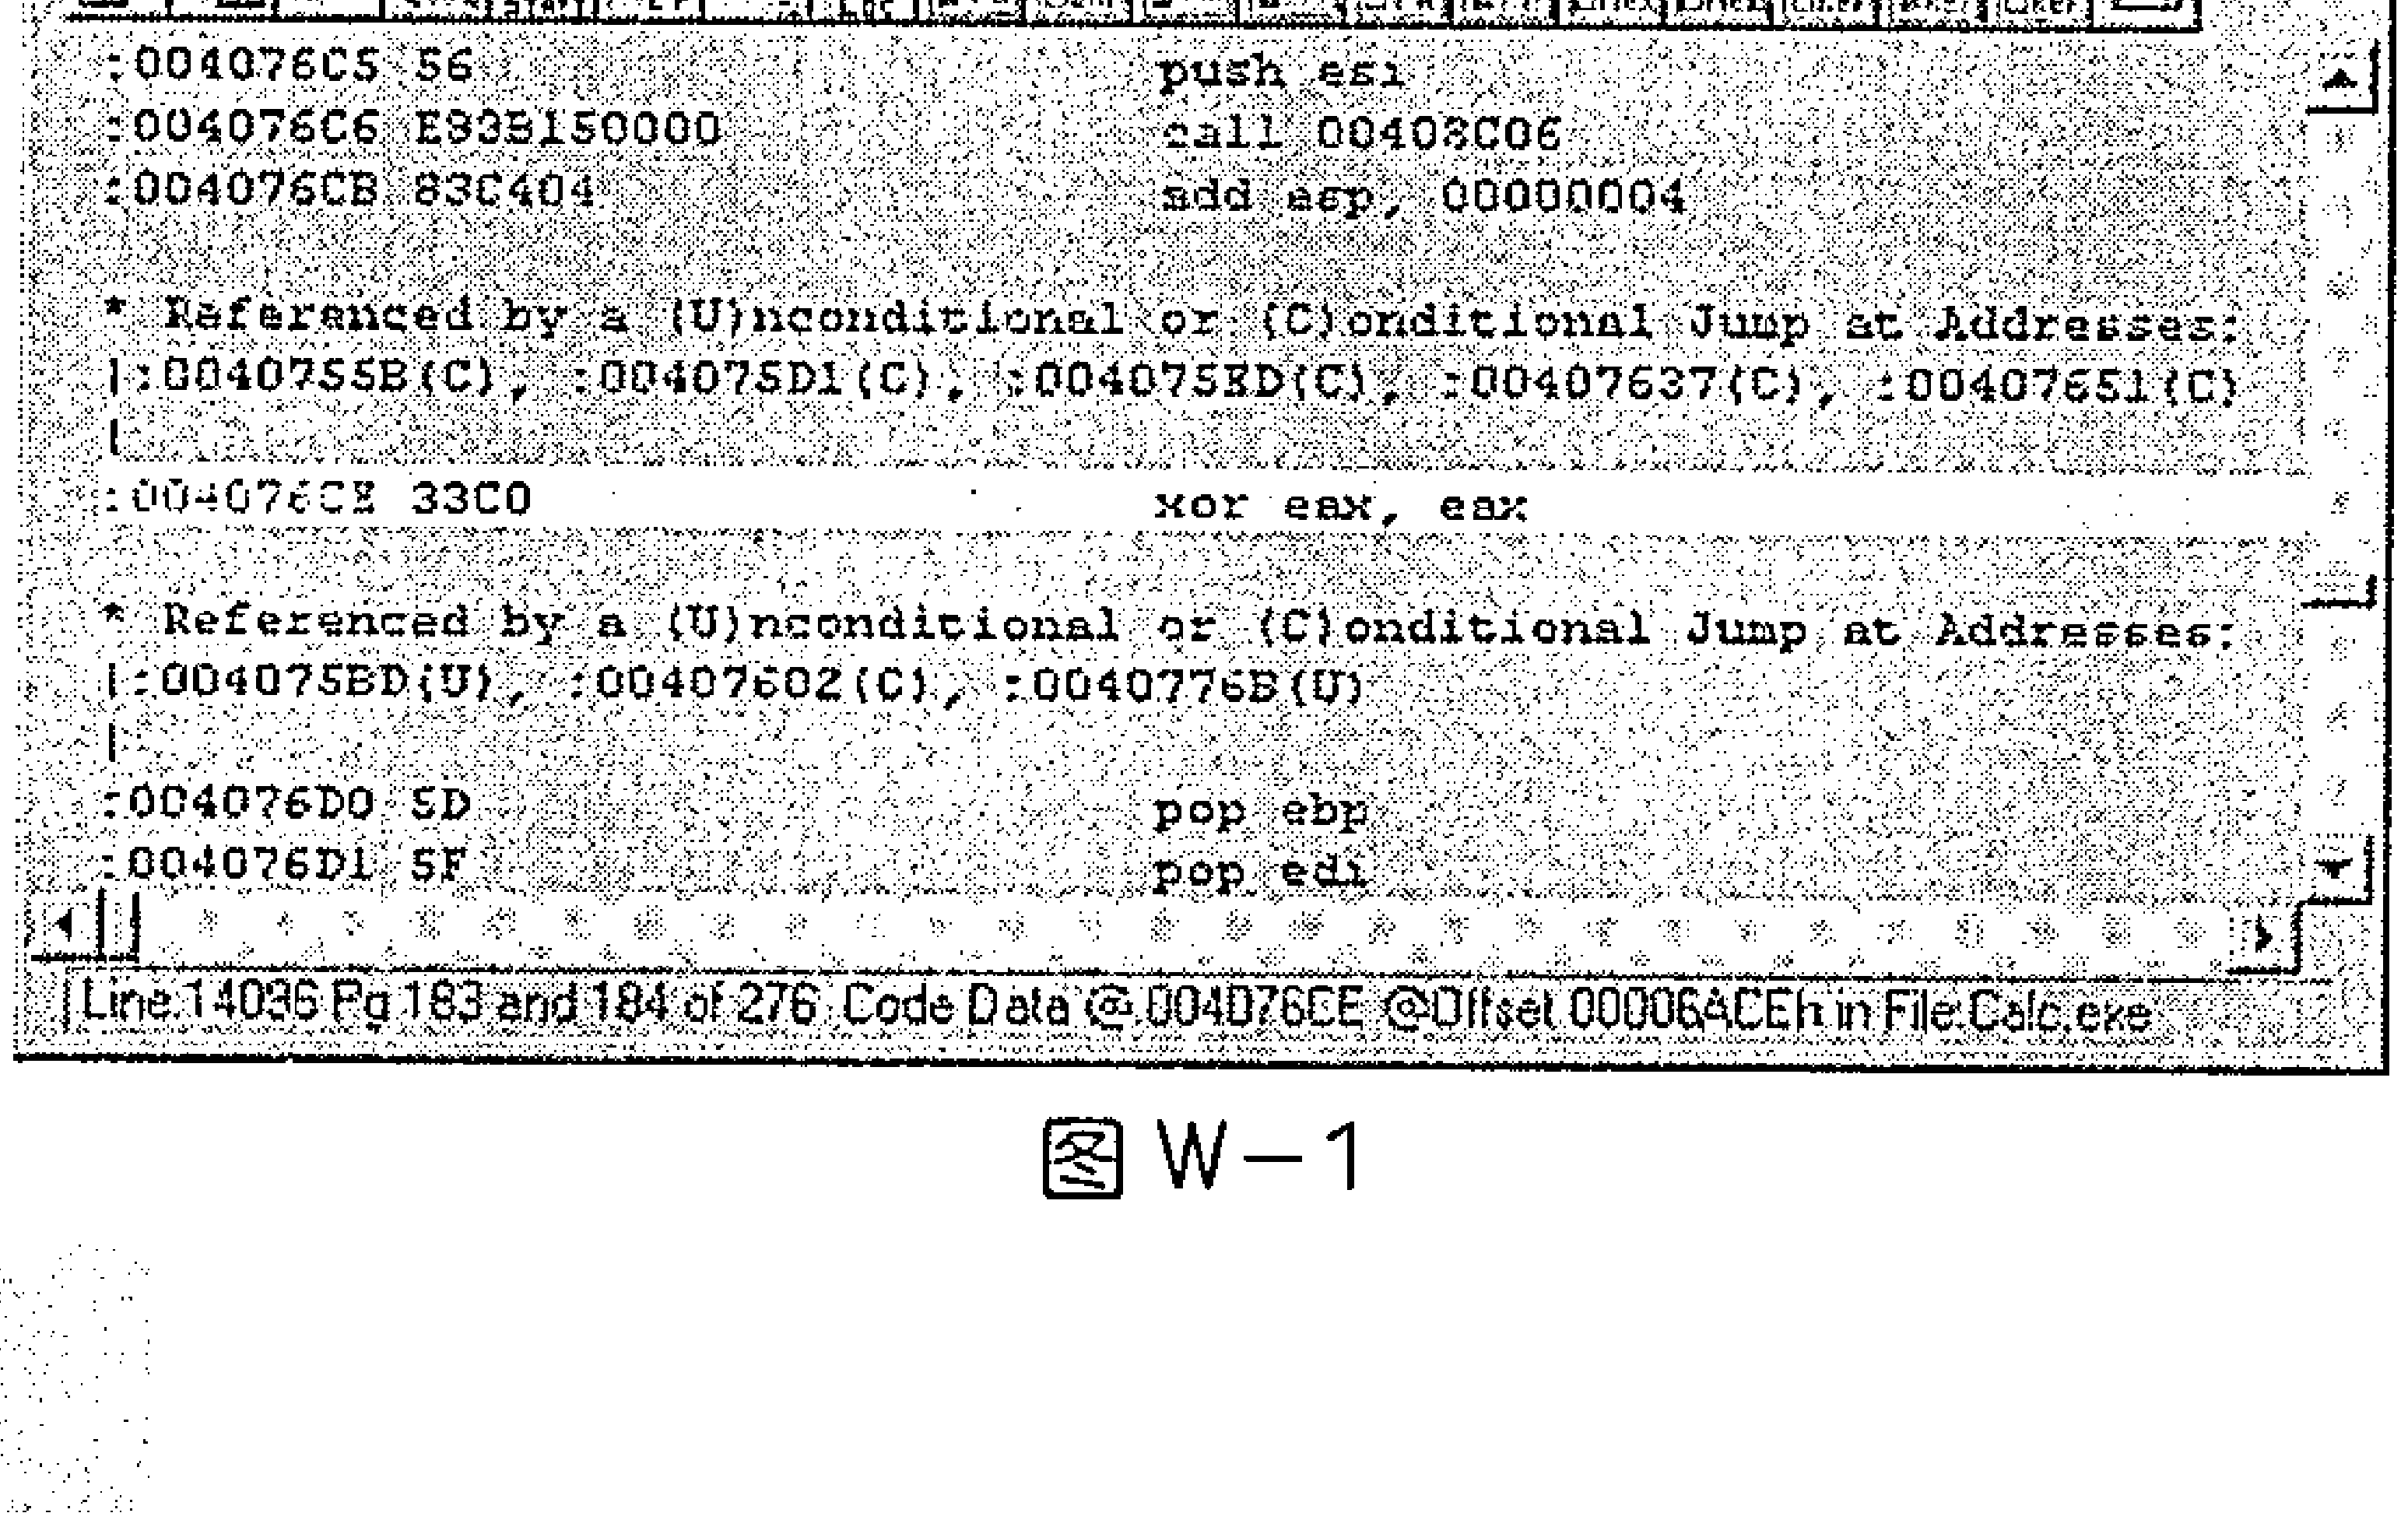 :004076C5 56 push esi
:004076C6 E83B150000 call 00408C06
:004076CB 83C404 add esp, 00000004
* Referenced by a (U)nconditional or (C)onditional Jump at Addresses:
|:0040755B(C), :004075D1(C), :004075ED(C), :00407637(C), :00407651(C)
|
:004076CE 33C0 xor eax, eax
* Referenced by a (U)nconditional or (C)onditional Jump at Addresses:
|:004075BD(U), :00407602(C), :0040776B(U)
|
:004076D0 5D pop ebp
:004076D1 5F pop edi
Line:14036 Pg 183 and 184 of 276 Code Data @:004076CE @Offset 00006ACEh in File:Calc.exe
图 W－1